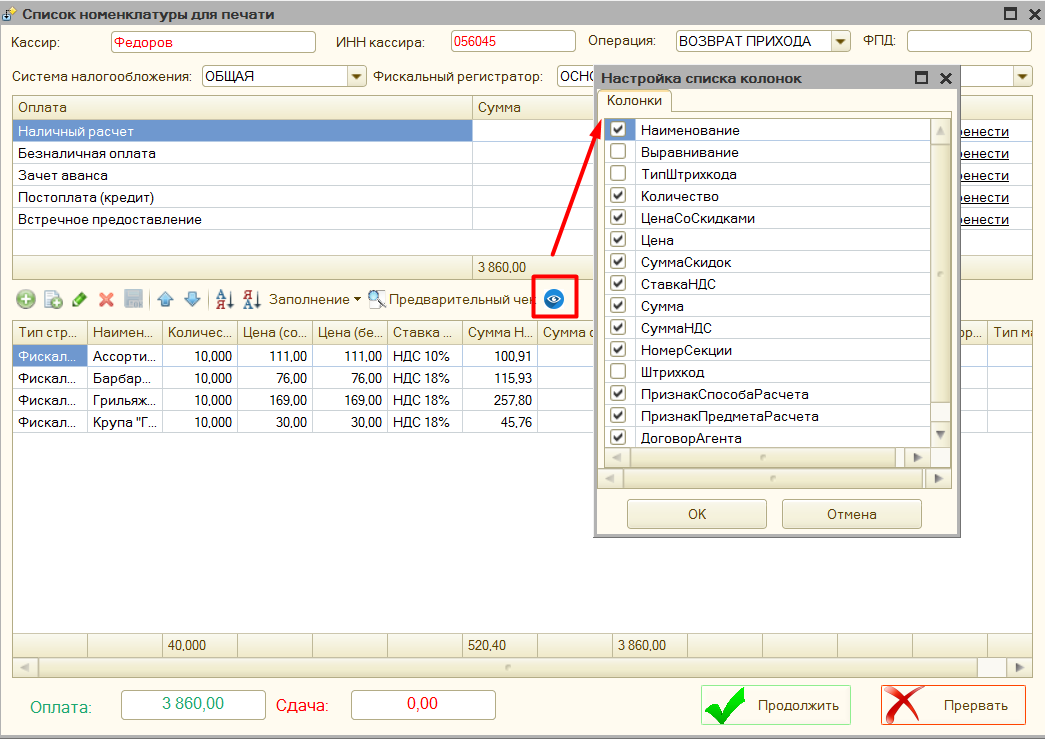 Список номенклатуры для печати
Кассир: Федоров ИНН кассира: 056045 Операция: ВОЗВРАТ ПРИХОДА ФПД:
Система налогообложения: ОБЩАЯ Фискальный регистратор: ОСНО
Оплата Сумма
Наличный расчет ренести
Безналичная оплата ренести
Зачет аванса ренести
Постоплата (кредит) ренести
Встречное предоставление ренести
3 860,00
Заполнение Предварительный чек
Тип стр... Наимен... Количес... Цена (со... Цена (бе... Ставка ... Сумма Н... Сумма с ор... Тип ма
Фискал... Ассорти... 10,000 111,00 111,00 НДС 10% 100,91
Фискал... Барбар... 10,000 76,00 76,00 НДС 18% 115,93
Фискал... Грильяж... 10,000 169,00 169,00 НДС 18% 257,80
Фискал... Крупа "Г... 10,000 30,00 30,00 НДС 18% 45,76
40,000 520,40 3 860,00
Оплата: 3 860,00 Сдача: 0,00 Продолжить Прервать
Настройка списка колонок
Колонки
Наименование
Выравнивание
ТипШтрихкода
Количество
ЦенаСоСкидками
Цена
СуммаСкидок
СтавкаНДС
Сумма
СуммаНДС
НомерСекции
Штрихкод
ПризнакСпособаРасчета
ПризнакПредметаРасчета
ДоговорАгента
ОК Отмена